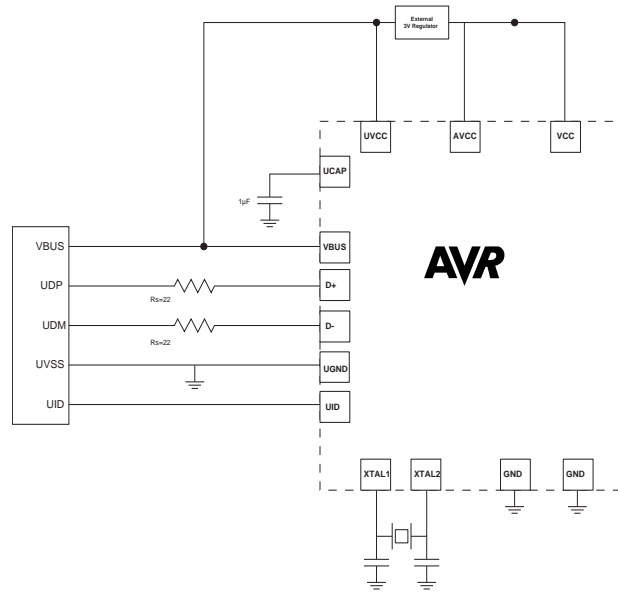 External
3V Regulator
UVCC
AVCC
VCC
UCAP
1µF
VBUS
VBUS
UDP
D+
Rs=22
UDM
D-
Rs=22
UVSS
UGND
UID
UID
AVR
XTAL1
XTAL2
GND
GND